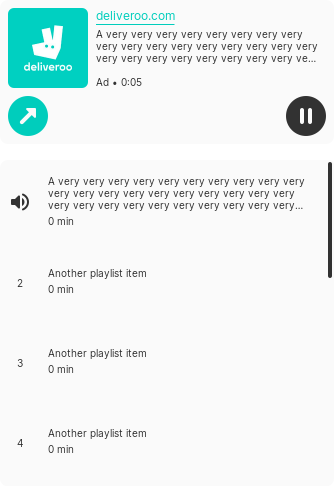 deliveroo
deliveroo.com
A very very very very very very very very
very very very very very very very very very
very very very very very very very very ve...
Ad • 0:05
A very very very very very very very very very very
very very very very very very very very very very
very very very very very very very very very very...
0 min
2
Another playlist item
0 min
3
Another playlist item
0 min
4
Another playlist item
0 min